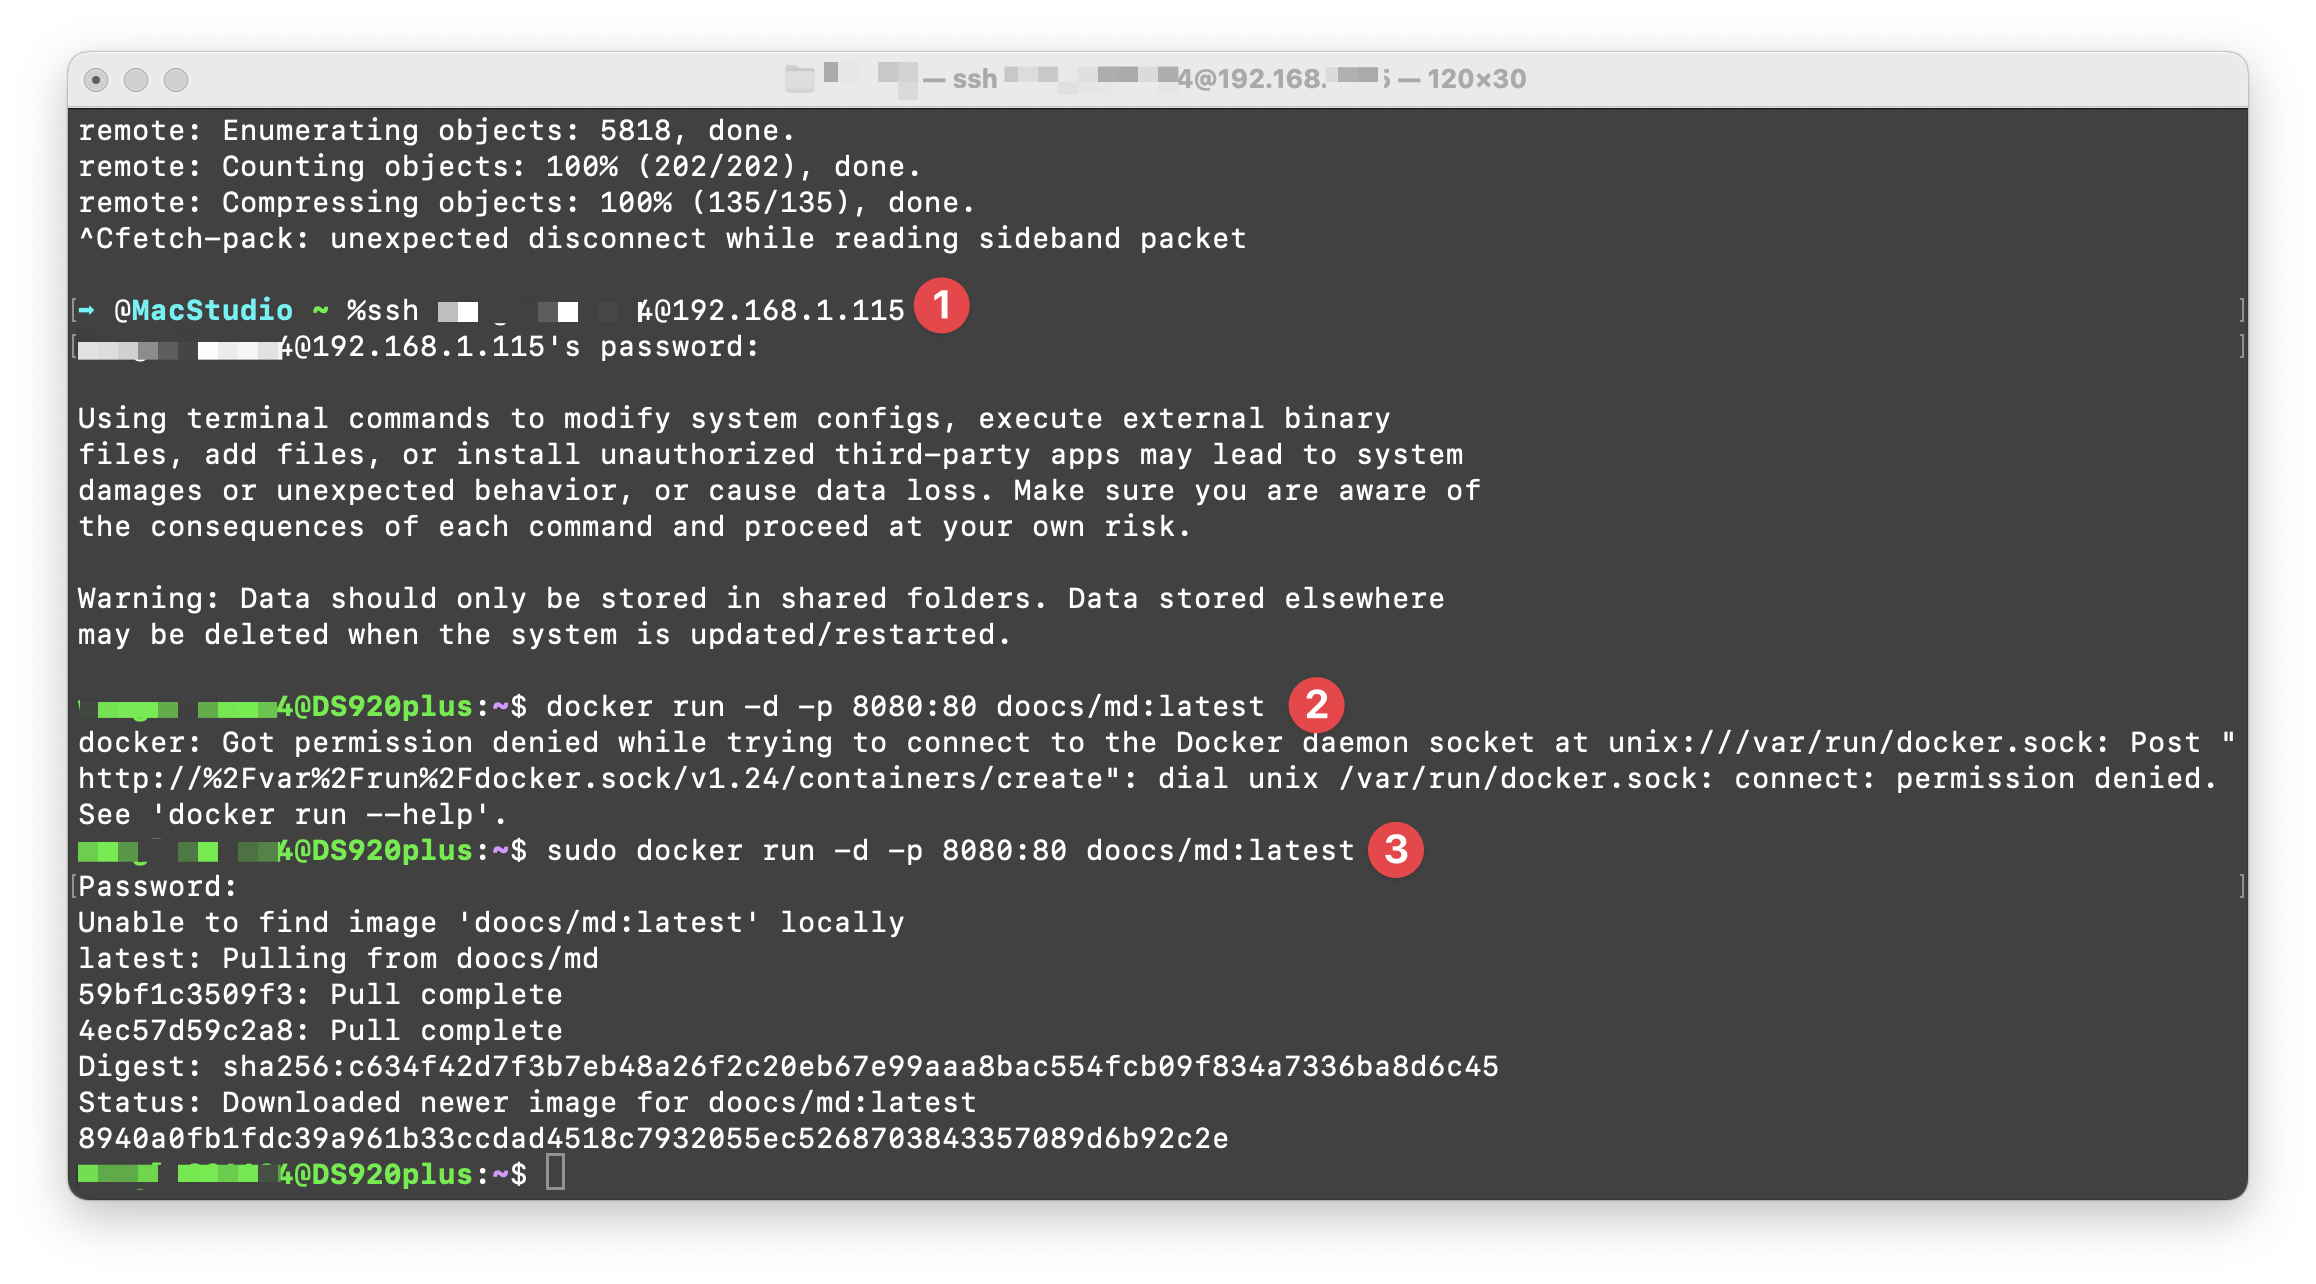 — ssh 4@192.168. — 120×30
remote: Enumerating objects: 5818, done.
remote: Counting objects: 100% (202/202), done.
remote: Compressing objects: 100% (135/135), done.
^Cfetch-pack: unexpected disconnect while reading sideband packet
➡ @MacStudio ~ %ssh 4@192.168.1.115 1
4@192.168.1.115's password:
Using terminal commands to modify system configs, execute external binary
files, add files, or install unauthorized third-party apps may lead to system
damages or unexpected behavior, or cause data loss. Make sure you are aware of
the consequences of each command and proceed at your own risk.
Warning: Data should only be stored in shared folders. Data stored elsewhere
may be deleted when the system is updated/restarted.
4@DS920plus:~$ docker run -d -p 8080:80 doocs/md:latest 2
docker: Got permission denied while trying to connect to the Docker daemon socket at unix:///var/run/docker.sock: Post "
http://%2Fvar%2Frun%2Fdocker.sock/v1.24/containers/create": dial unix /var/run/docker.sock: connect: permission denied.
See 'docker run --help'.
4@DS920plus:~$ sudo docker run -d -p 8080:80 doocs/md:latest 3
Password:
Unable to find image 'doocs/md:latest' locally
latest: Pulling from doocs/md
59bf1c3509f3: Pull complete
4ec57d59c2a8: Pull complete
Digest: sha256:c634f42d7f3b7eb48a26f2c20eb67e99aaa8bac554fcb09f834a7336ba8d6c45
Status: Downloaded newer image for doocs/md:latest
8940a0fb1fdc39a961b33ccdad4518c7932055ec5268703843357089d6b92c2e
4@DS920plus:~$